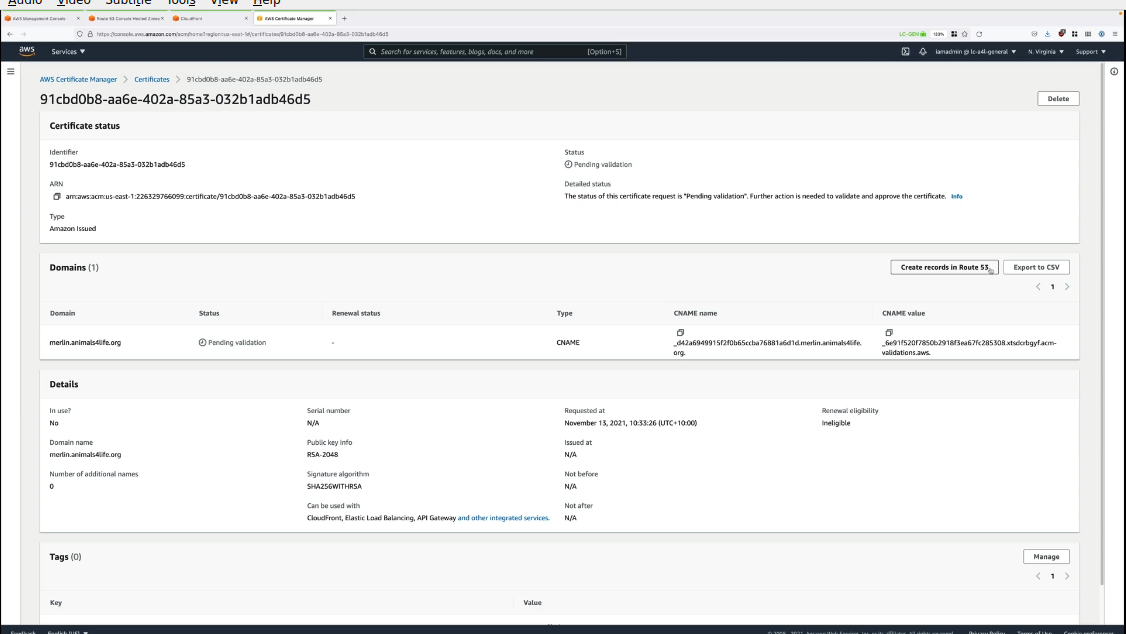 Audio Video Subtitle Tools View Help
AWS Management Console × Route 53 Console Hosted Zones × CloudFront × AWS Certificate Manager × +
https://console.aws.amazon.com/acm/home?region=us-east-1#/certificates/91cbd0b8-aa6e-402a-85a3-032b1adb46d5 LC-GEN 133%
aws Services ▼ Search for services, features, blogs, docs, and more [Option+S] iamadmin @ lc-a4l-general ▼ N. Virginia ▼ Support ▼
AWS Certificate Manager > Certificates > 91cbd0b8-aa6e-402a-85a3-032b1adb46d5
91cbd0b8-aa6e-402a-85a3-032b1adb46d5 Delete
Certificate status
Identifier Status
91cbd0b8-aa6e-402a-85a3-032b1adb46d5 Pending validation
ARN Detailed status
arn:aws:acm:us-east-1:226329766099:certificate/91cbd0b8-aa6e-402a-85a3-032b1adb46d5 The status of this certificate request is "Pending validation". Further action is needed to validate and approve the certificate. Info
Type
Amazon Issued
Domains (1) Create records in Route 53 Export to CSV
< 1 >
Domain Status Renewal status Type CNAME name CNAME value
merlin.animals4life.org Pending validation - CNAME _d42a6949915f2f0b65ccba76881a6d1d.merlin.animals4life. _6e91f520f7850b2918f3ea67fc285308.xtsdcrbgyf.acm-
org. validations.aws.
Details
In use? Serial number Requested at Renewal eligibility
No N/A November 13, 2021, 10:33:26 (UTC+10:00) Ineligible
Domain name Public key info Issued at
merlin.animals4life.org RSA-2048 N/A
Number of additional names Signature algorithm Not before
0 SHA256WITHRSA N/A
Can be used with Not after
CloudFront, Elastic Load Balancing, API Gateway and other integrated services. N/A
Tags (0) Manage
< 1 >
Key Value
Feedback English (US) ▼ © 2008 - 2021, Amazon Web Services, Inc. or its affiliates. All rights reserved. Privacy Policy Terms of Use Cookie preferences